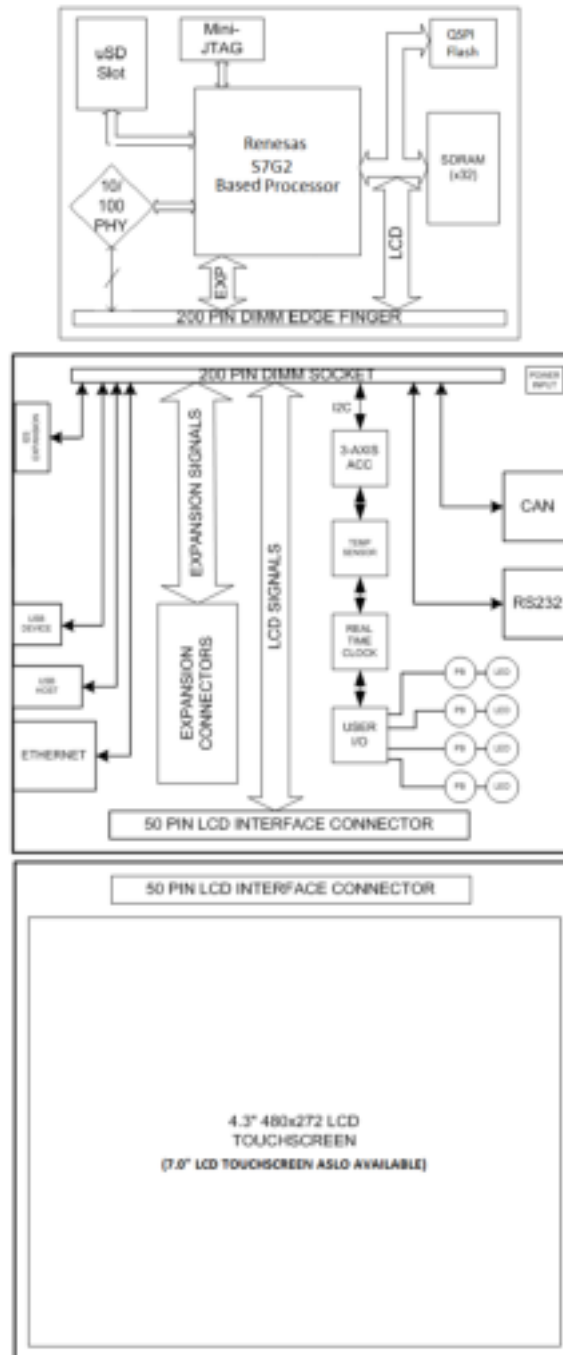 uSD
Slot
Mini-
JTAG
QSPI
Flash
Renesas
S7G2
Based Processor
SDRAM
(x32)
10/
100
PHY
EXP
LCD
200 PIN DIMM EDGE FINGER
200 PIN DIMM SOCKET
POWER
INPUT
I2C
EXPANSION
3-AXIS
ACC
EXPANSION SIGNALS
LCD SIGNALS
CAN
TEMP
SENSOR
RS232
USB
DEVICE
REAL
TIME
CLOCK
EXPANSION
CONNECTORS
USB
HOST
USER
I/O
PB
LED
PB
LED
PB
LED
PB
LED
ETHERNET
50 PIN LCD INTERFACE CONNECTOR
50 PIN LCD INTERFACE CONNECTOR
4.3" 480x272 LCD
TOUCHSCREEN
(7.0" LCD TOUCHSCREEN ASLO AVAILABLE)